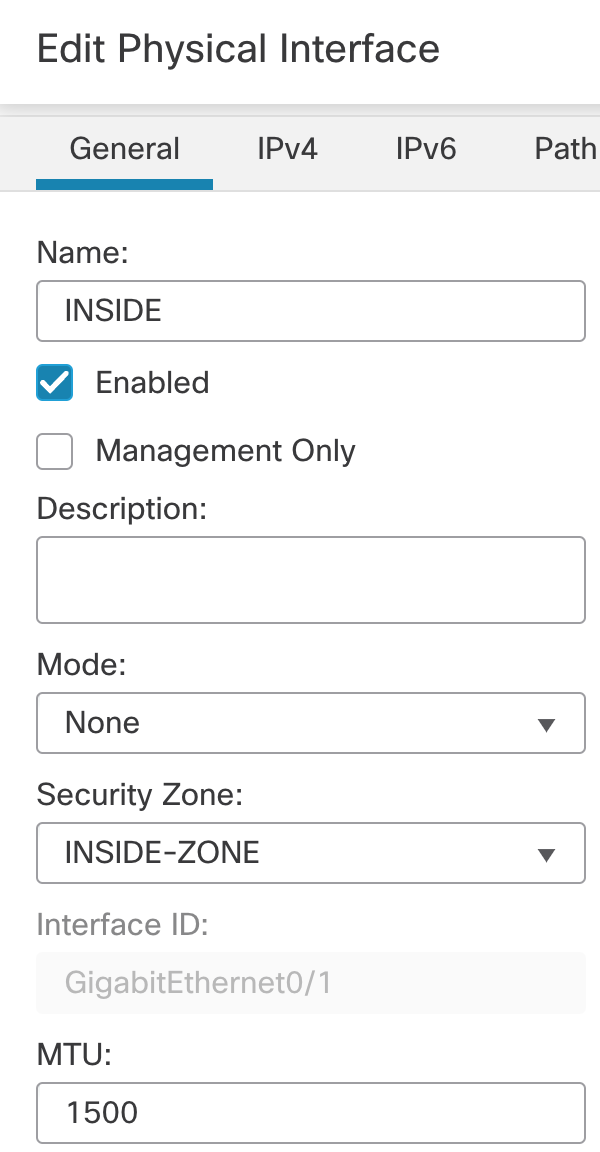 Edit Physical Interface
General IPv4 IPv6 Path
Name:
INSIDE
Enabled
Management Only
Description:
Mode:
None
Security Zone:
INSIDE-ZONE
Interface ID:
GigabitEthernet0/1
MTU:
1500